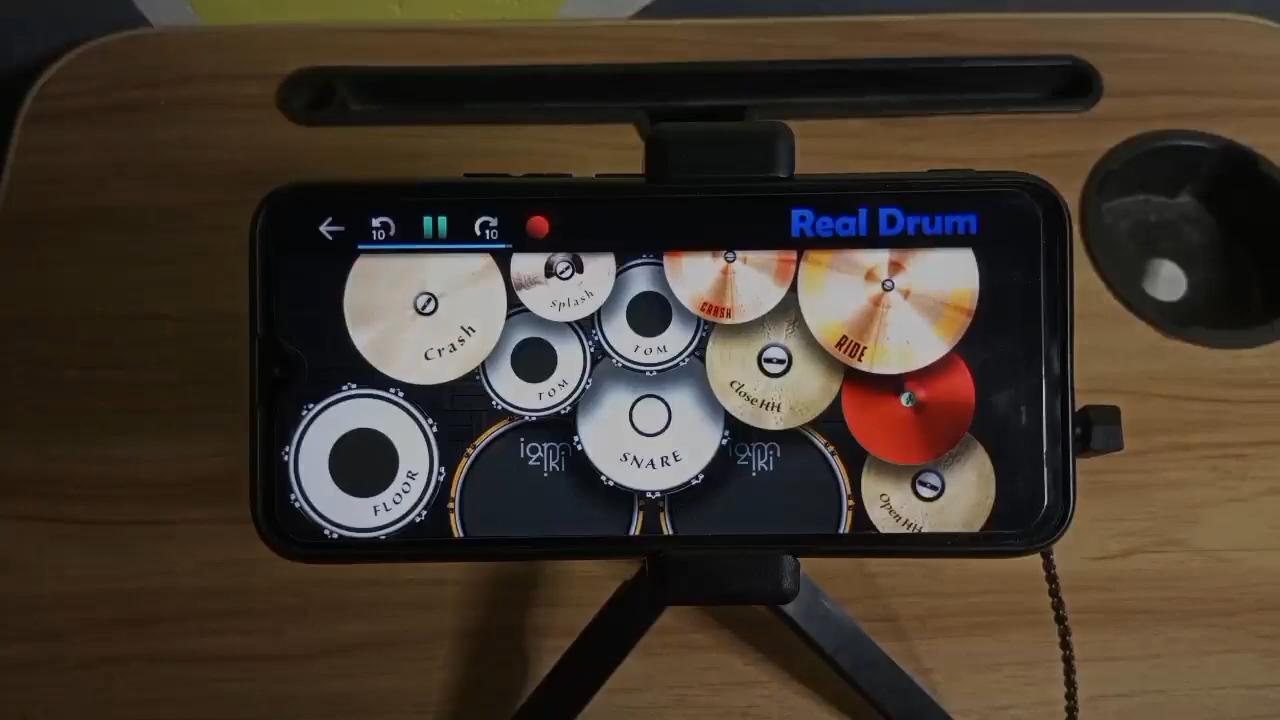 10
10
Real Drum
Crash
Splash
TOM
TOM
CRASH
RIDE
Close HH
SNARE
FLOOR
Open HH